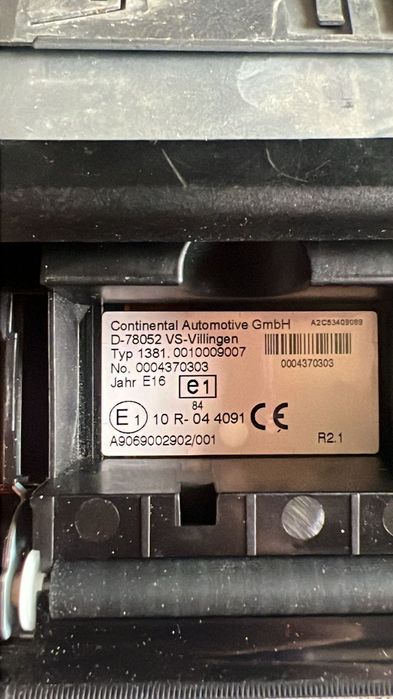 Continental Automotive GmbH A2C53409089
D-78052 VS-Villingen
Typ 1381.0010009007
No. 0004370303 0004370303
Jahr E16 e1
84
E1 10 R-04 4091 CE
A9069002902/001 R2.1